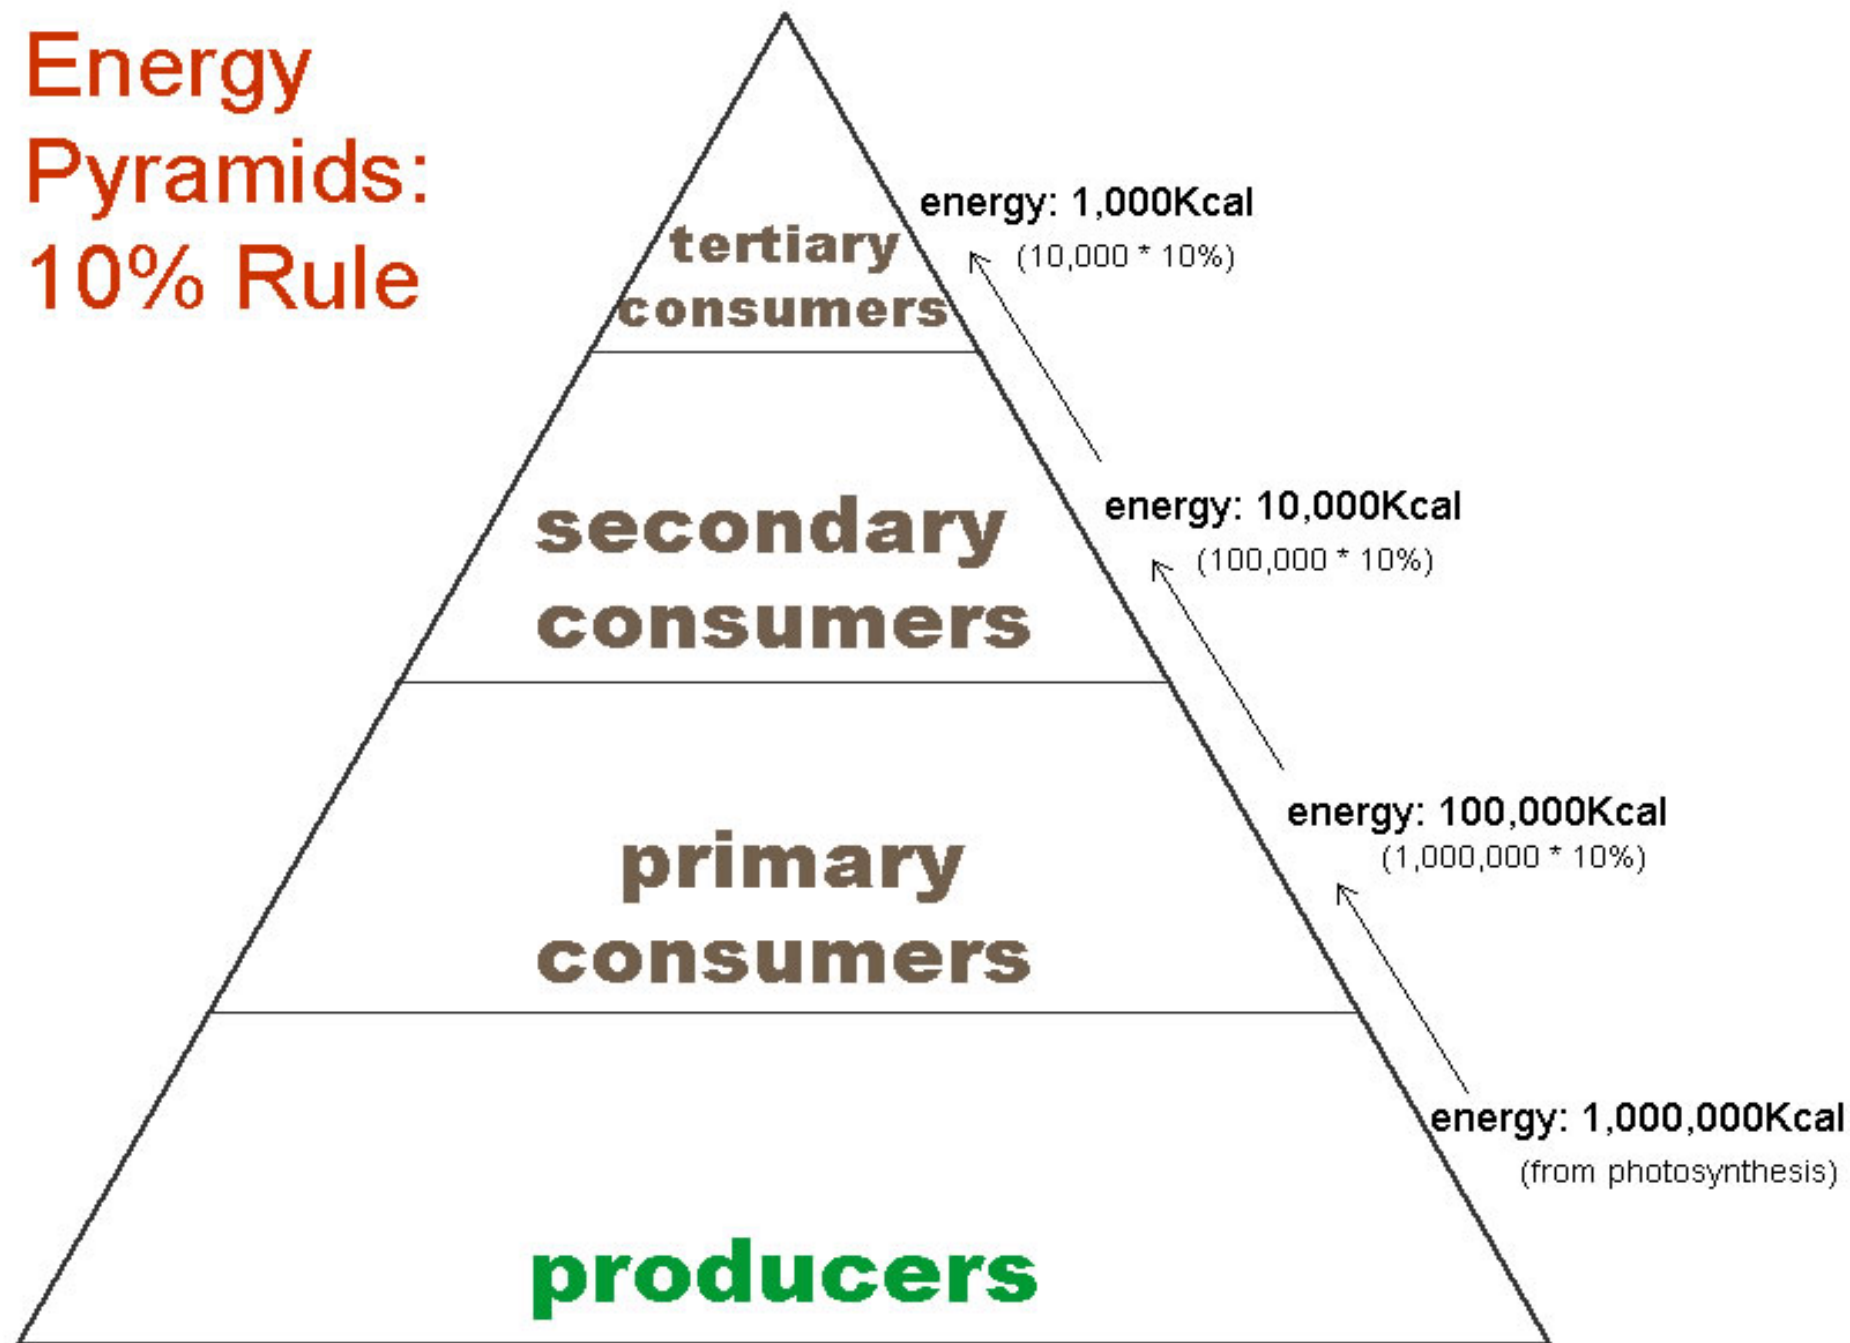 Energy
Pyramids:
10% Rule
energy: 1,000Kcal
(10,000 * 10%)
tertiary
consumers
energy: 10,000Kcal
(100,000 * 10%)
secondary
consumers
energy: 100,000Kcal
(1,000,000 * 10%)
primary
consumers
energy: 1,000,000Kcal
(from photosynthesis)
producers